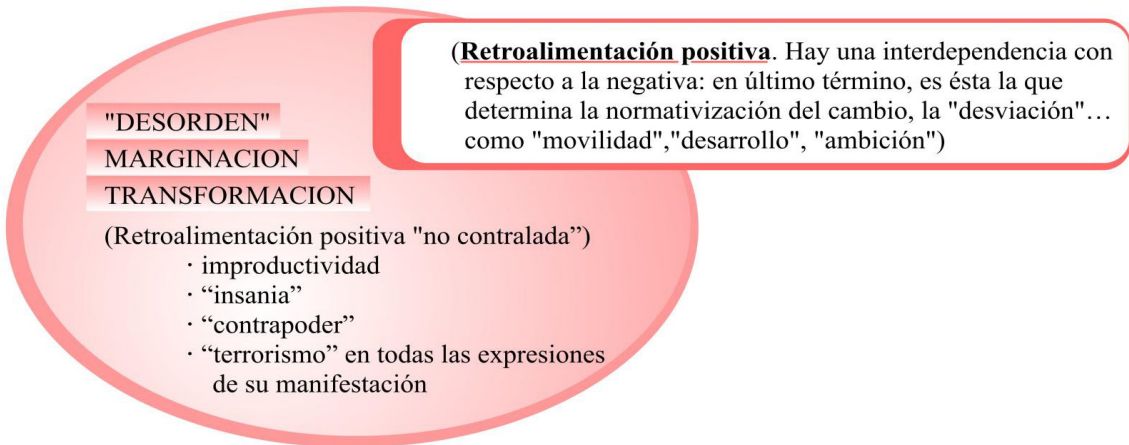 (Retroalimentación positiva. Hay una interdependencia con
respecto a la negativa: en último término, es ésta la que
determina la normativización del cambio, la "desviación"…
como "movilidad","desarrollo", "ambición")
"DESORDEN"
MARGINACION
TRANSFORMACION
(Retroalimentación positiva "no contralada”)
· improductividad
· “insania”
· “contrapoder”
· “terrorismo” en todas las expresiones
de su manifestación